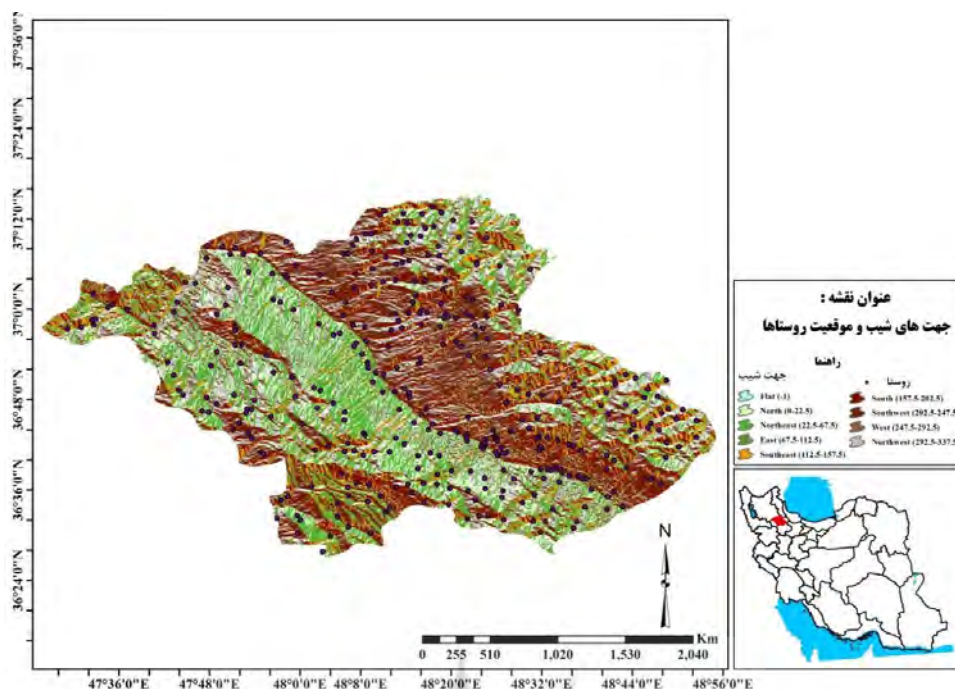 37°36'0"N
37°24'0"N
37°12'0"N
37°0'0"N
36°48'0"N
36°36'0"N
36°24'0"N
47°36'0"E 47°48'0"E 48°0'0"E 48°8'0"E 48°20'0"E 48°32'0"E 48°44'0"E 48°56'0"E
N
Km
0 255 510 1,020 1,530 2,040
عنوان نقشه :
جهت های شیب و موقعیت روستاها
راهنما
جهت شیب
روستا
Flat (-1)
North (0-22.5)
Northeast (22.5-67.5)
East (67.5-112.5)
Southeast (112.5-157.5)
South (157.5-202.5)
Southwest (202.5-247.5)
West (247.5-292.5)
Northwest (292.5-337.5)